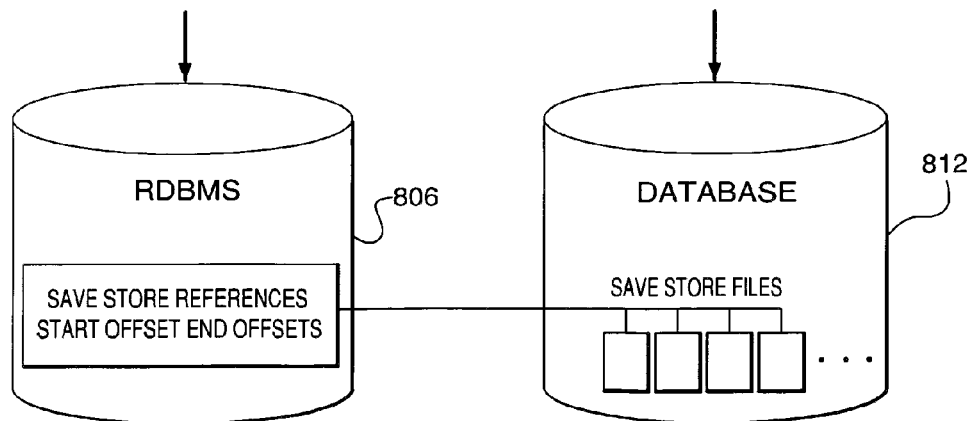 RDBMS
806
SAVE STORE REFERENCES
START OFFSET END OFFSETS
DATABASE
812
SAVE STORE FILES
. . .